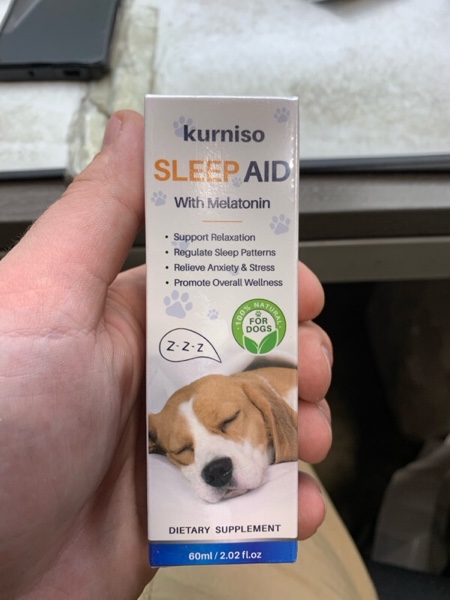 kurniso
SLEEP AID
With Melatonin
• Support Relaxation
• Regulate Sleep Patterns
• Relieve Anxiety & Stress
• Promote Overall Wellness
100% NATURAL
FOR
DOGS
Z-Z-Z
DIETARY SUPPLEMENT
60ml / 2.02 fl.oz